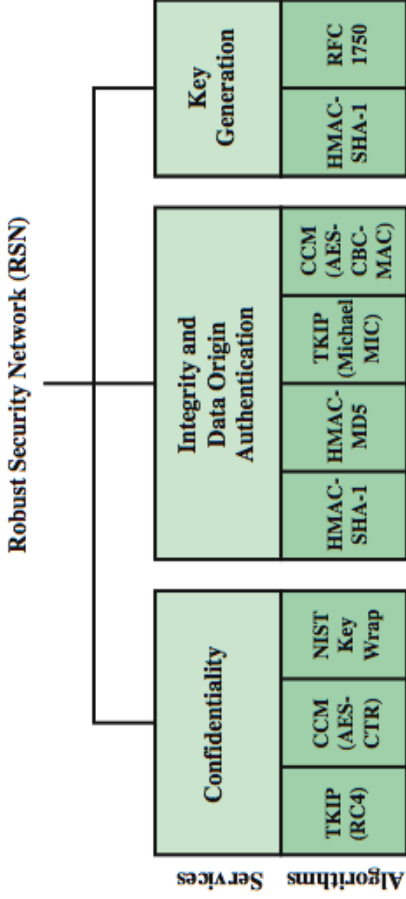 Robust Security Network (RSN)
Services
Confidentiality
Integrity and
Data Origin
Authentication
Key
Generation
Algorithms
TKIP
(RC4)
CCM
(AES-
CTR)
NIST
Key
Wrap
HMAC-
SHA-1
HMAC-
MD5
TKIP
(Michael
MIC)
CCM
(AES-
CBC-
MAC)
HMAC-
SHA-1
RFC
1750